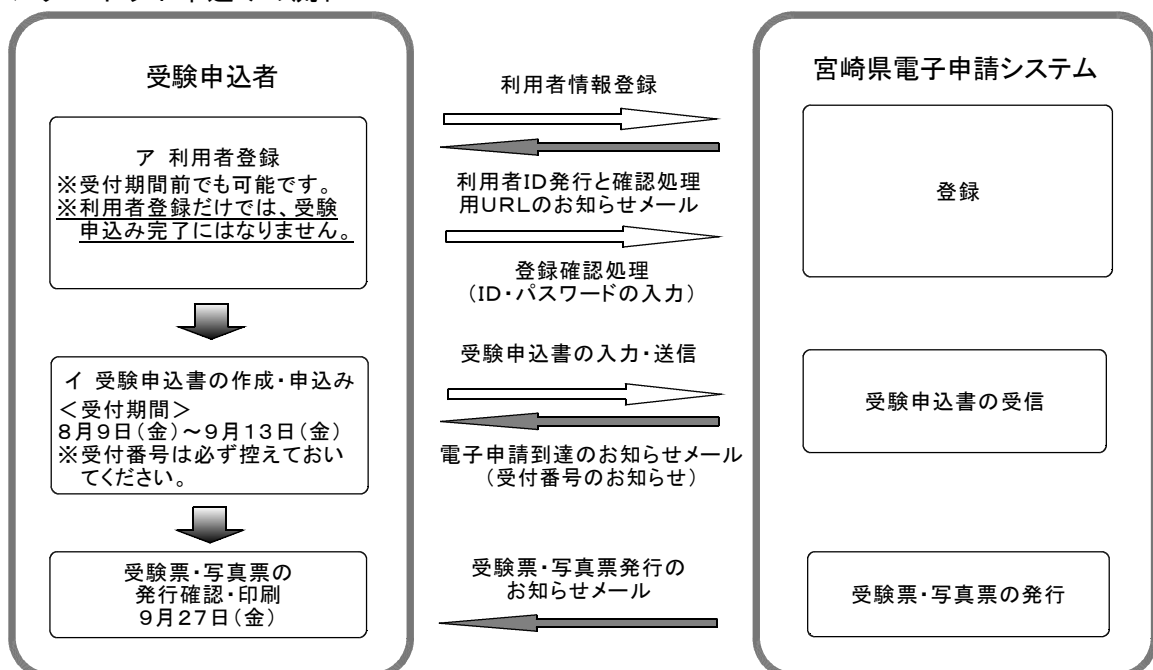 受験申込者
ア 利用者登録
※受付期間前でも可能です。
※利用者登録だけでは、受験
申込み完了にはなりません。
イ 受験申込書の作成・申込み
＜受付期間＞
８月９日（金）～９月１３日（金）
※受付番号は必ず控えておい
てください。
受験票・写真票の
発行確認・印刷
９月２７日（金）
利用者情報登録
利用者ＩＤ発行と確認処理
用ＵＲＬのお知らせメール
登録確認処理
（ＩＤ・パスワードの入力）
受験申込書の入力・送信
電子申請到達のお知らせメール
（受付番号のお知らせ）
受験票・写真票発行の
お知らせメール
宮崎県電子申請システム
登録
受験申込書の受信
受験票・写真票の発行